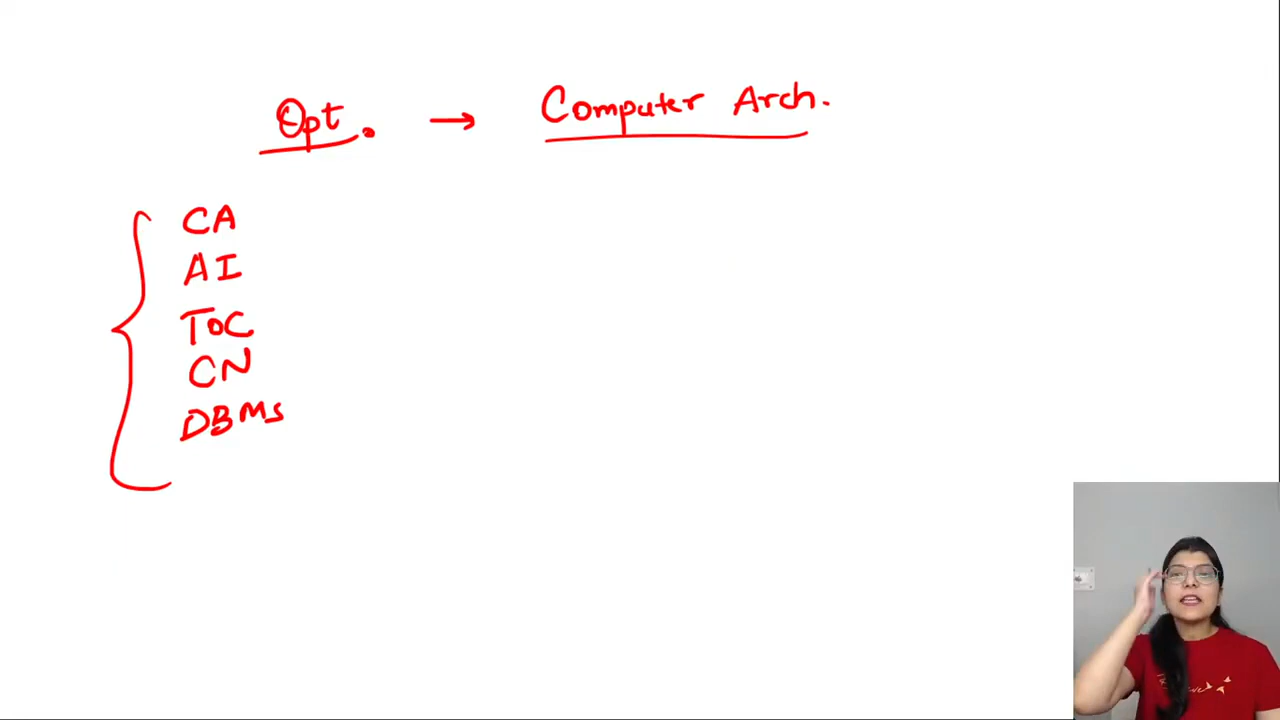 Opt. → Computer Arch.
CA
AI
TOC
CN
DBMS